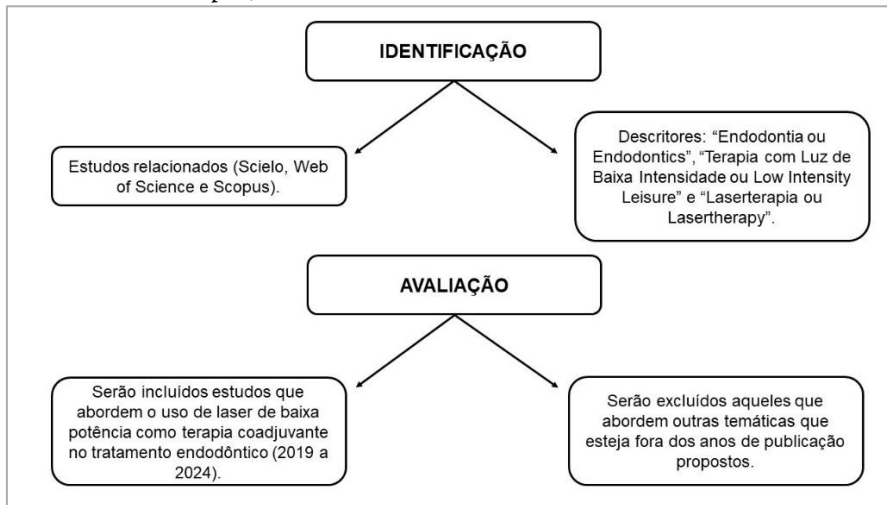 IDENTIFICAÇÃO
Estudos relacionados (Scielo, Web
of Science e Scopus).
Descritores: “Endodontia ou
Endodontics”, “Terapia com Luz de
Baixa Intensidade ou Low Intensity
Leisure” e “Laserterapia ou
Lasertherapy”.
AVALIAÇÃO
Serão incluídos estudos que
abordem o uso de laser de baixa
potência como terapia coadjuvante
no tratamento endodôntico (2019 a
2024).
Serão excluídos aqueles que
abordem outras temáticas que
esteja fora dos anos de publicação
propostos.